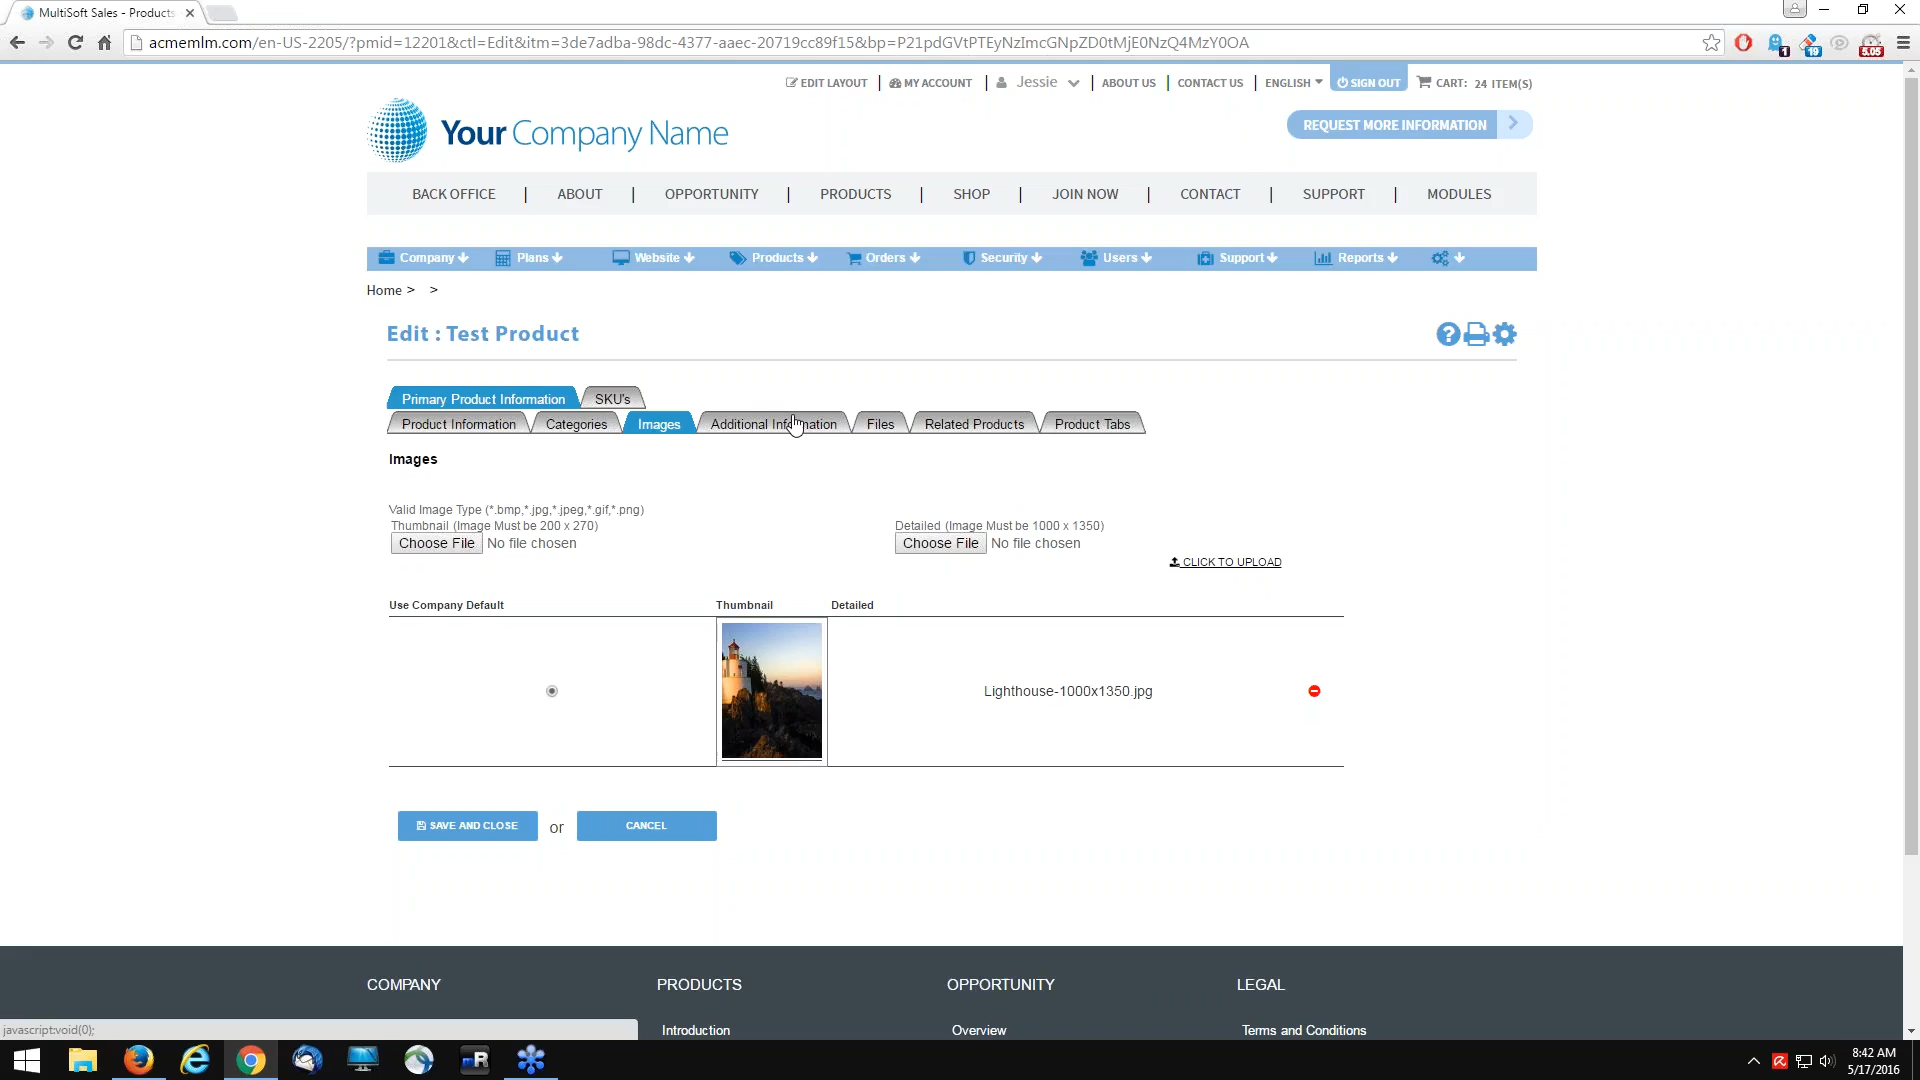 MultiSoft Sales - Products
acmemlm.com/en-US-2205/?pmid=12201&ctl=Edit&itm=3de7adba-98dc-4377-aaec-20719cc89f15&bp=P21pdGVtPTEyNzImcGNpZD0tMjE0NzQ4MzY0OA
1
19
5.05
EDIT LAYOUT | MY ACCOUNT | Jessie | ABOUT US | CONTACT US | ENGLISH SIGN OUT CART: 24 ITEM(S)
Your Company Name
REQUEST MORE INFORMATION
BACK OFFICE | ABOUT | OPPORTUNITY | PRODUCTS | SHOP | JOIN NOW | CONTACT | SUPPORT | MODULES
Company Plans Website Products Orders Security Users Support Reports
Home > >
Edit : Test Product
Primary Product Information SKU's
Product Information Categories Images Additional Information Files Related Products Product Tabs
Images
Valid Image Type (*.bmp,*.jpg,*.jpeg,*.gif,*.png)
Thumbnail (Image Must be 200 x 270) Detailed (Image Must be 1000 x 1350)
Choose File No file chosen Choose File No file chosen
CLICK TO UPLOAD
Use Company Default Thumbnail Detailed
Lighthouse-1000x1350.jpg
SAVE AND CLOSE or CANCEL
COMPANY PRODUCTS OPPORTUNITY LEGAL
Introduction Overview Terms and Conditions
javascript:void(0);
mR
8:42 AM
5/17/2016